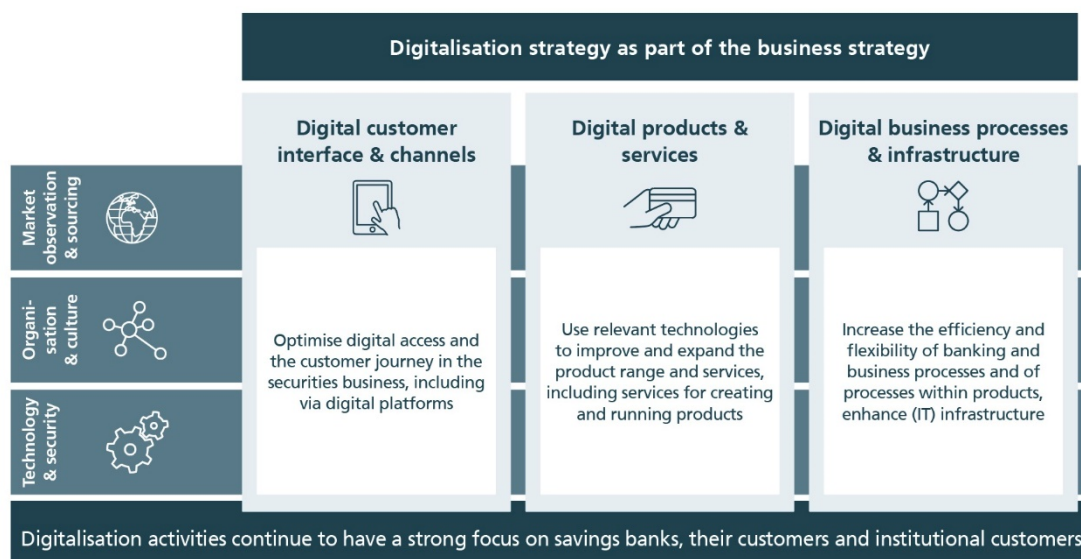 Digitalisation strategy as part of the business strategy
Digital customer
interface & channels
Digital products &
services
Digital business processes
& infrastructure
Market
observation
& sourcing
Organi-
sation
& culture
Technology
& security
Optimise digital access and
the customer journey in the
securities business, including
via digital platforms
Use relevant technologies
to improve and expand the
product range and services,
including services for creating
and running products
Increase the efficiency and
flexibility of banking and
business processes and of
processes within products,
enhance (IT) infrastructure
Digitalisation activities continue to have a strong focus on savings banks, their customers and institutional customers